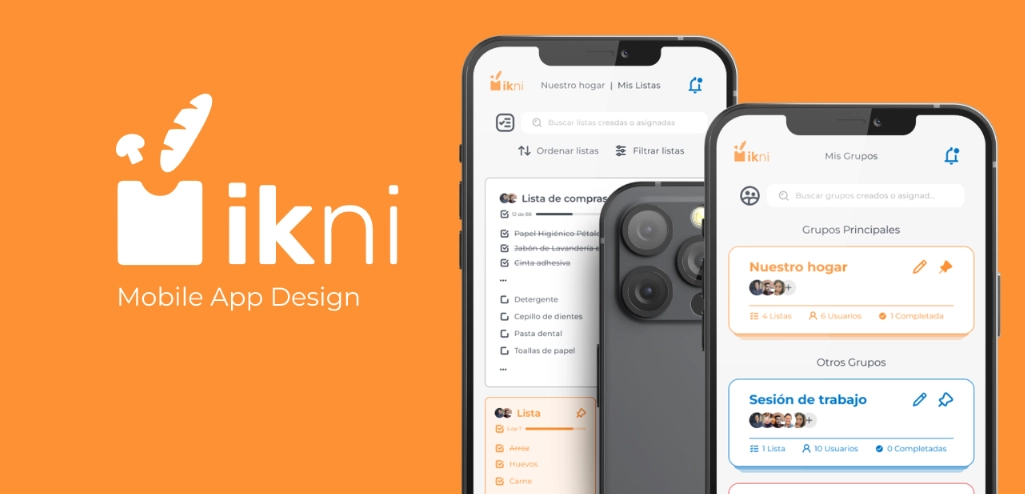 ikni
Mobile App Design
ikni
Nuestro hogar | Mis Listas
Buscar listas creadas o asignadas
Ordenar listas
Filtrar listas
Lista de compras
Papel Higiénico
Jabón de Lavandería
Cinta adhesiva
...
Detergente
Cepillo de dientes
Pasta dental
Toallas de papel
...
Lista
Arroz
Huevos
Carne
ikni
Mis Grupos
Buscar grupos creados o asignad...
Grupos Principales
Nuestro hogar
+
4 Listas
6 Usuarios
1 Completada
Otros Grupos
Sesión de trabajo
+
1 Lista
10 Usuarios
0 Completadas